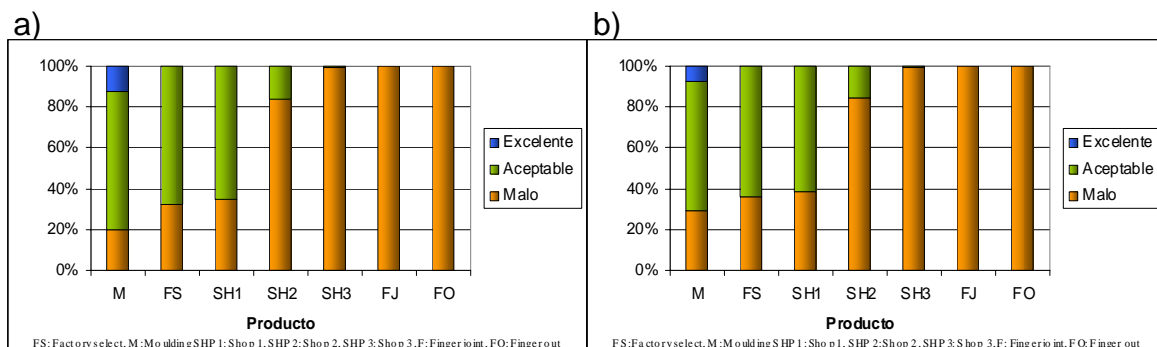 a)
100%
80%
60%
40%
20%
0%
M FS SH1 SH2 SH3 FJ FO
Producto
Excelente
Aceptable
Malo
FS: Factory select, M: Moulding SHP 1: Shop 1, SHP 2: Shop 2, SHP 3: Shop 3, F: Finger joint, FO: Finger out
b)
100%
80%
60%
40%
20%
0%
M FS SH1 SH2 SH3 FJ FO
Producto
Excelente
Aceptable
Malo
FS: Factory select, M: Moulding SHP 1: Shop 1, SHP 2: Shop 2, SHP 3: Shop 3, F: Finger joint, FO: Finger out